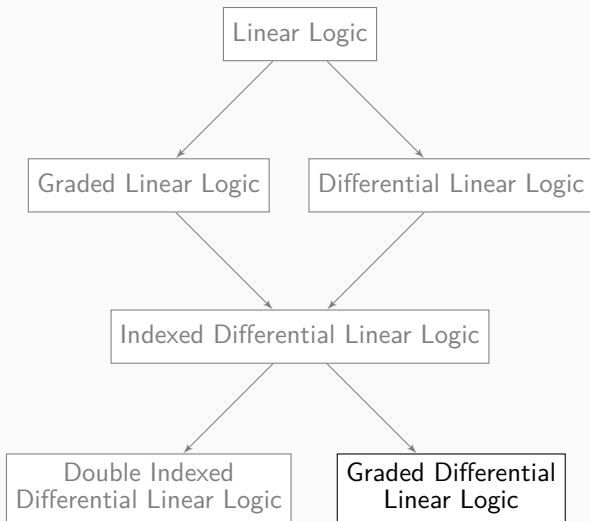 Linear Logic
Graded Linear Logic
Differential Linear Logic
Indexed Differential Linear Logic
Double Indexed
Differential Linear Logic
Graded Differential
Linear Logic